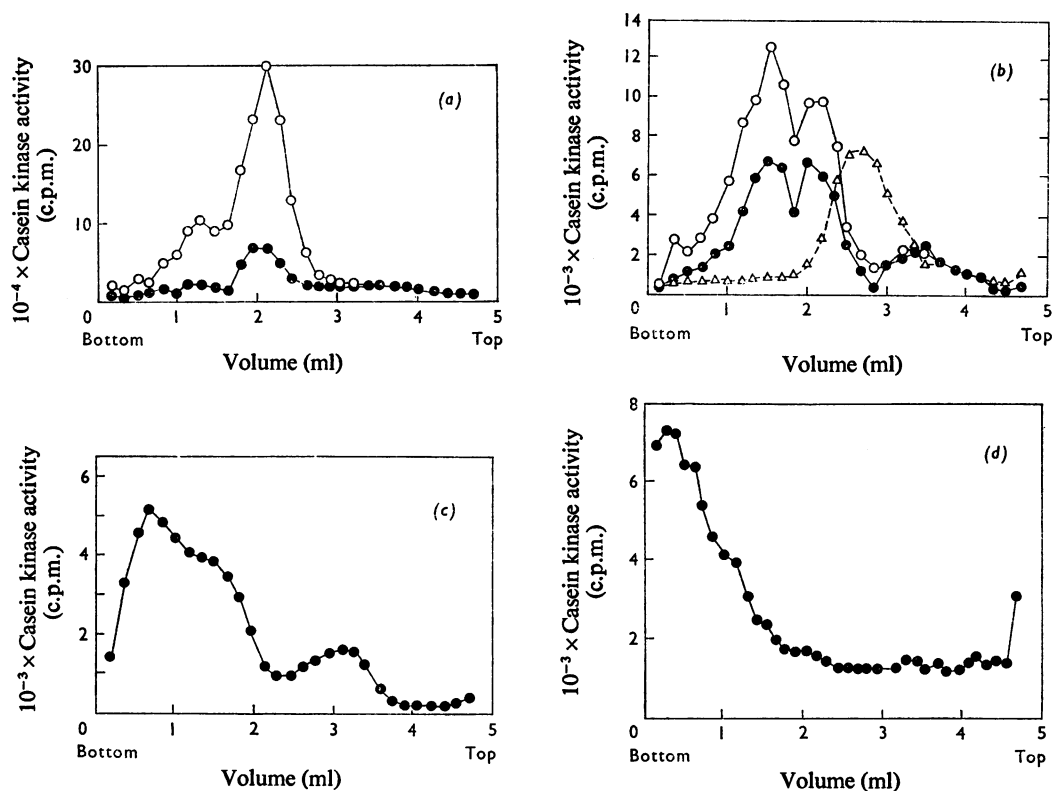 10⁻⁴ × Casein kinase activity
(c.p.m.)
30
20
10
(a)
0 1 2 3 4 5
Bottom Top
Volume (ml)
10⁻³ × Casein kinase activity
(c.p.m.)
14
12
10
8
6
4
2
(b)
0 1 2 3 4 5
Bottom Top
Volume (ml)
10⁻³ × Casein kinase activity
(c.p.m.)
6
4
2
(c)
0 1 2 3 4 5
Bottom Top
Volume (ml)
10⁻³ × Casein kinase activity
(c.p.m.)
8
6
4
2
(d)
0 1 2 3 4 5
Bottom Top
Volume (ml)